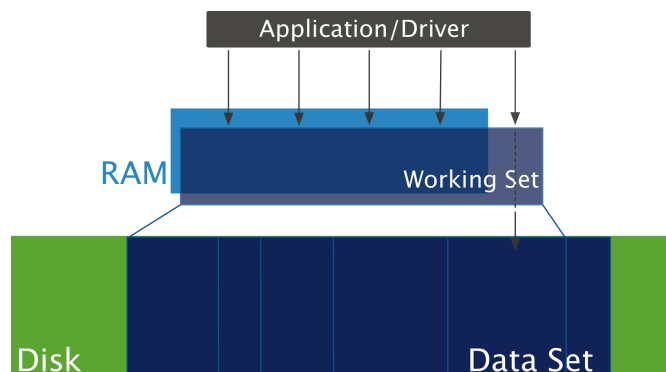 Application/Driver
RAM
Working Set
Disk
Data Set